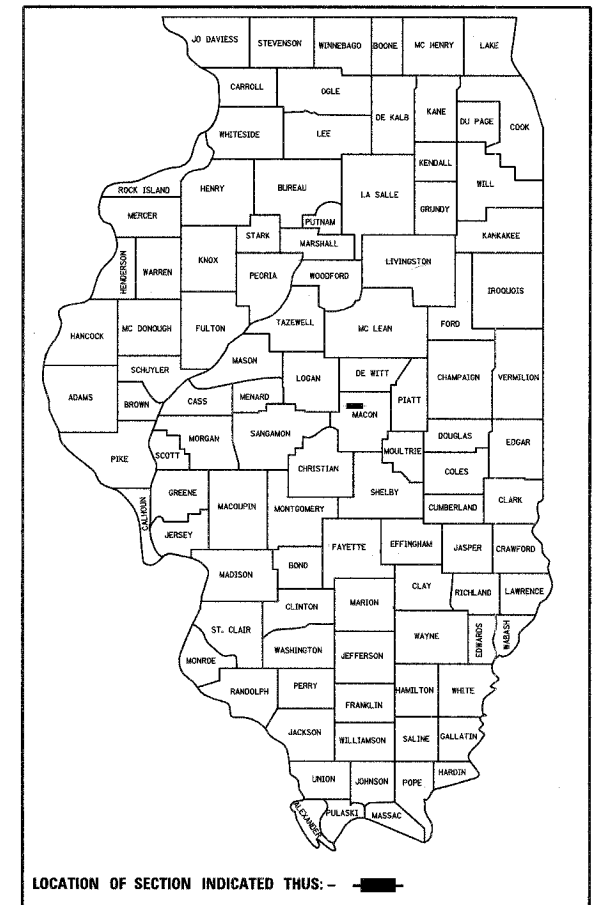 JO DAVIESS STEVENSON WINNEBAGO BOONE MC HENRY LAKE
CARROLL OGLE DE KALB KANE DU PAGE COOK
WHITESIDE LEE
KENDALL WILL
ROCK ISLAND HENRY BUREAU LA SALLE GRUNDY
MERCER PUTNAM KANKAKEE
STARK MARSHALL
HENDERSON WARREN KNOX PEORIA WOODFORD LIVINGSTON IROQUOIS
HANCOCK MC DONOUGH FULTON TAZEWELL MC LEAN FORD
MASON
SCHUYLER LOGAN DE WITT CHAMPAIGN VERMILION
ADAMS BROWN CASS MENARD PIATT
MACON
MORGAN SANGAMON DOUGLAS EDGAR
PIKE SCOTT CHRISTIAN MOULTRIE COLES
GREENE SHELBY
CALHOUN MACOUPIN MONTGOMERY CUMBERLAND CLARK
JERSEY
FAYETTE EFFINGHAM JASPER CRAWFORD
MADISON BOND
CLAY RICHLAND LAWRENCE
CLINTON MARION
ST. CLAIR WAYNE EDWARDS WABASH
WASHINGTON JEFFERSON
MONROE
RANDOLPH PERRY HAMILTON WHITE
FRANKLIN
JACKSON WILLIAMSON SALINE GALLATIN
UNION JOHNSON POPE HARDIN
ALEXANDER PULASKI MASSAC
LOCATION OF SECTION INDICATED THUS: -